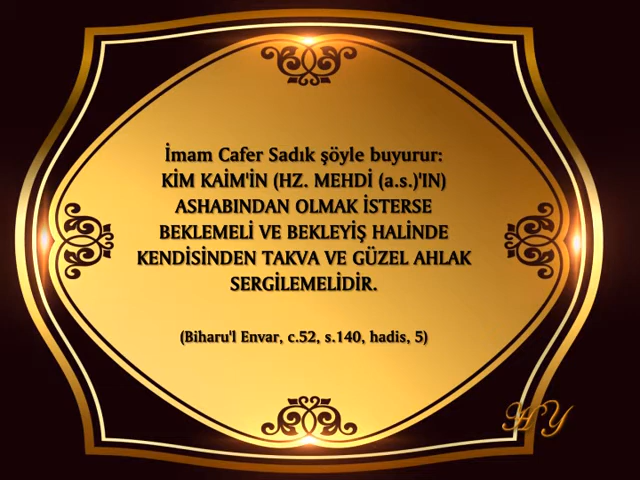 İmam Cafer Sadık şöyle buyurur:
KİM KAİM'İN (HZ. MEHDİ (a.s.)'IN)
ASHABINDAN OLMAK İSTERSE
BEKLEMELİ VE BEKLEYİŞ HALİNDE
KENDİSİNDEN TAKVA VE GÜZEL AHLAK
SERGİLEMELİDİR.
(Biharu'l Envar, c.52, s.140, hadis, 5)
HY